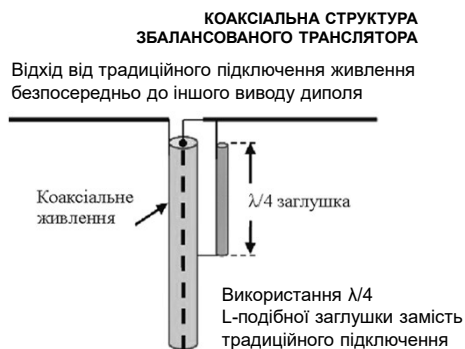 КОАКСІАЛЬНА СТРУКТУРА
ЗБАЛАНСОВАНОГО ТРАНСЛЯТОРА
Відхід від традиційного підключення живлення
безпосередньо до іншого виводу диполя
Коаксіальне
живлення
λ/4 заглушка
Використання λ/4
L-подібної заглушки замість
традиційного підключення